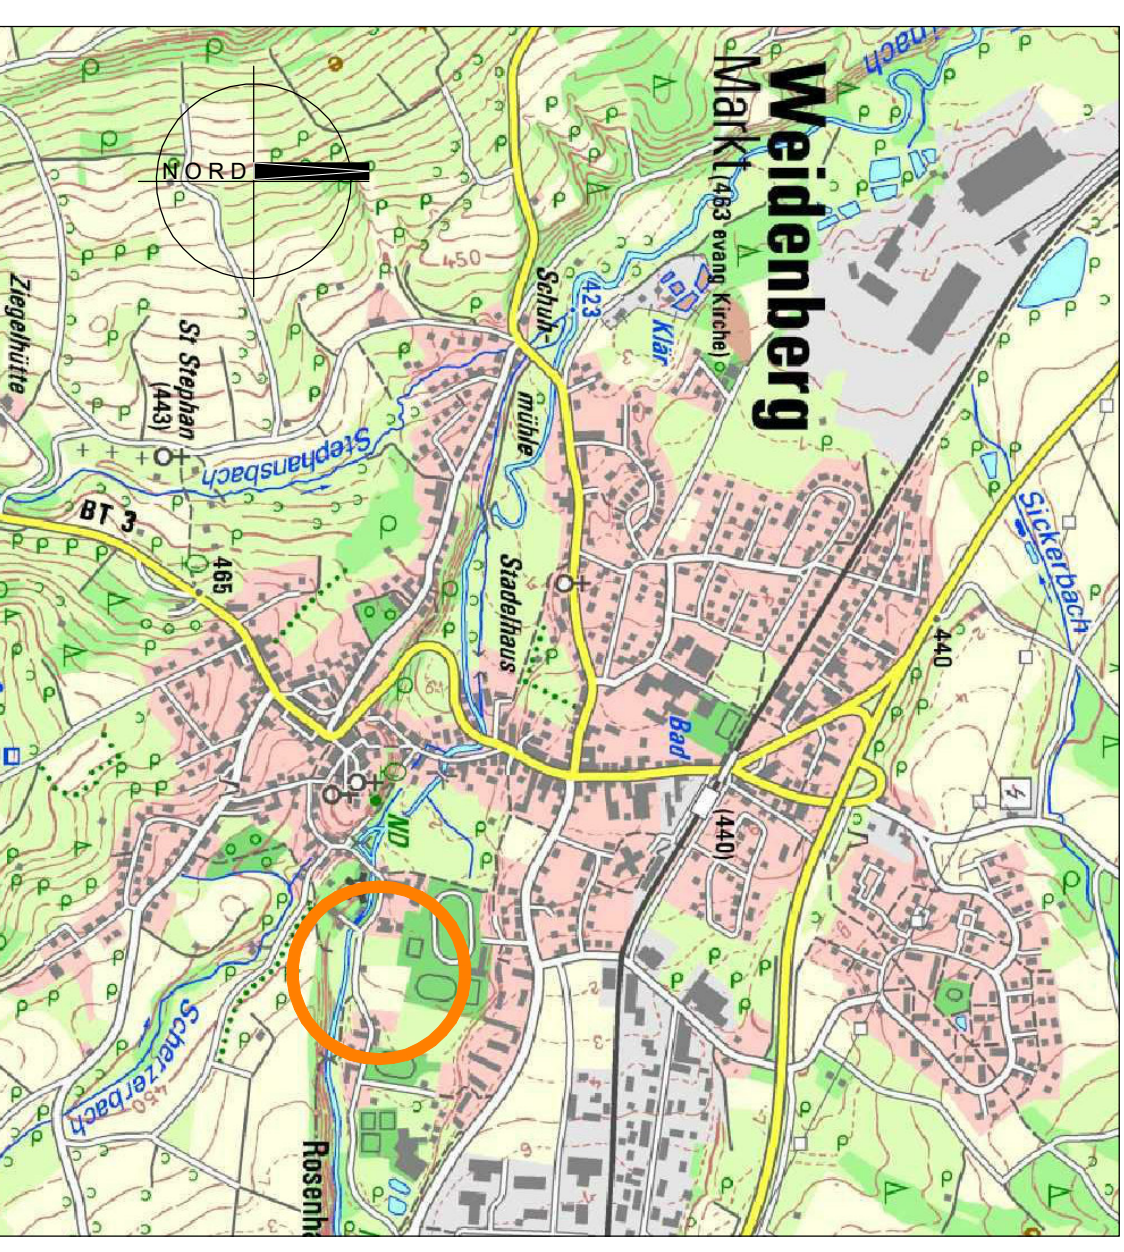 Weidenberg
Markt (463 evang Kirche)
NORD
450
Schuh-
mühle
423
Klär
Ziegelhütte
St Stephan
(443)
Stephansbach
BT 3
465
Stadelhaus
Sickerbach
440
Bad
(440)
ND
Scherzerbach
450
Rosenha